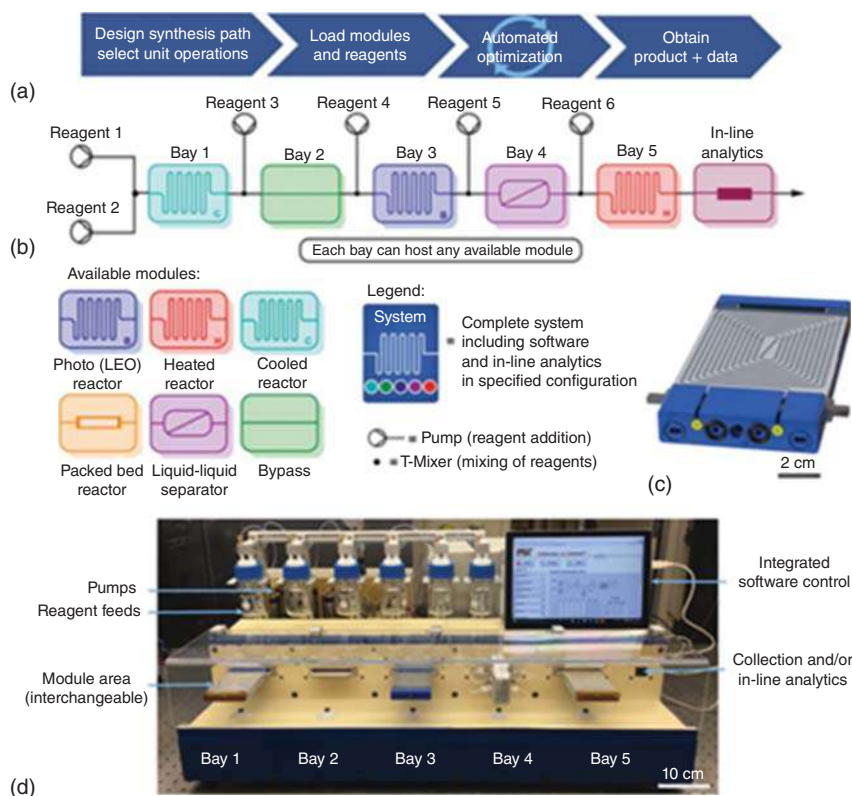 Design synthesis path
select unit operations
Load modules
and reagents
Automated
optimization
Obtain
product + data
(a)
Reagent 3
Reagent 4
Reagent 5
Reagent 6
Reagent 1
Bay 1
Bay 2
Bay 3
Bay 4
Bay 5
In-line
analytics
C
B
H
Reagent 2
Each bay can host any available module
(b)
Available modules:
B
H
C
Photo (LEO)
reactor
Heated
reactor
Cooled
reactor
Packed bed
reactor
Liquid-liquid
separator
Bypass
Legend:
System
= Complete system
including software
and in-line analytics
in specified configuration
= Pump (reagent addition)
= T-Mixer (mixing of reagents)
2 cm
(c)
Pumps
Reagent feeds
Module area
(interchangeable)
Integrated
software control
Collection and/or
in-line analytics
Bay 1
Bay 2
Bay 3
Bay 4
Bay 5
10 cm
(d)